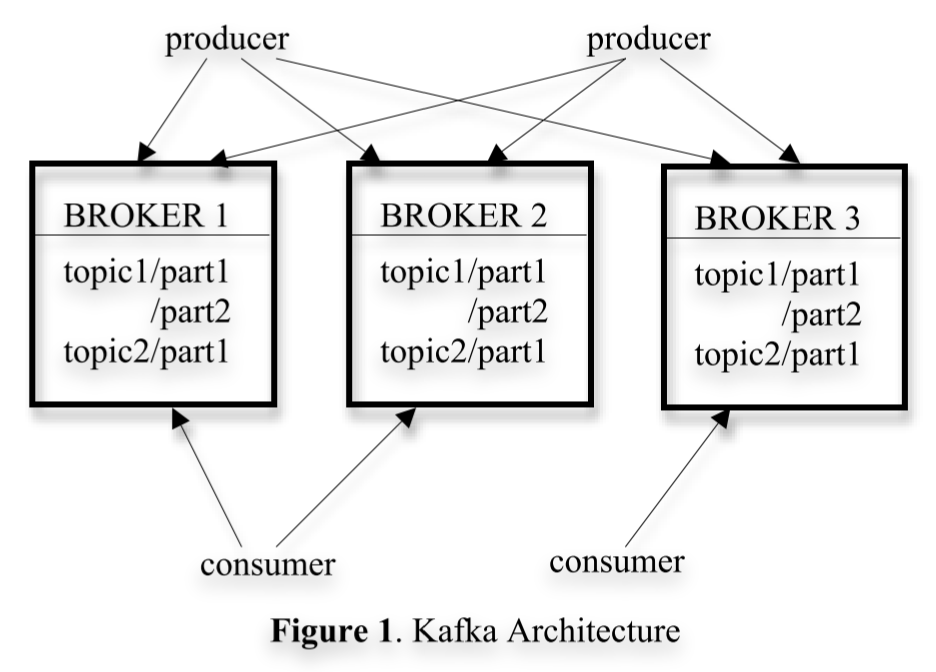 producer
producer
BROKER 1
topic1/part1
/part2
topic2/part1
BROKER 2
topic1/part1
/part2
topic2/part1
BROKER 3
topic1/part1
/part2
topic2/part1
consumer
consumer
Figure 1. Kafka Architecture